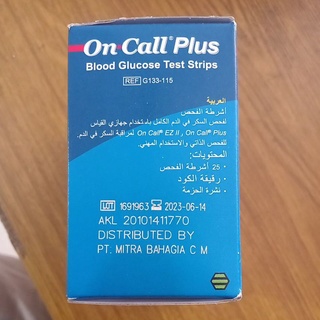 On Call® Plus
Blood Glucose Test Strips
REF G133-115
العربية
أشرطة الفحص
لفحص السكر في الدم الكامل باستخدام جهازي القياس
On Call® Plus و On Call® EZ II لمراقبة السكر في الدم.
للفحص الذاتي والاستخدام المهني.
المحتويات:
• 25 أشرطة الفحص
• رقيقة الكود
• نشرة الحزمة
LOT 1691963 2023-06-14
AKL 20101411770
DISTRIBUTED BY
PT. MITRA BAHAGIA C M